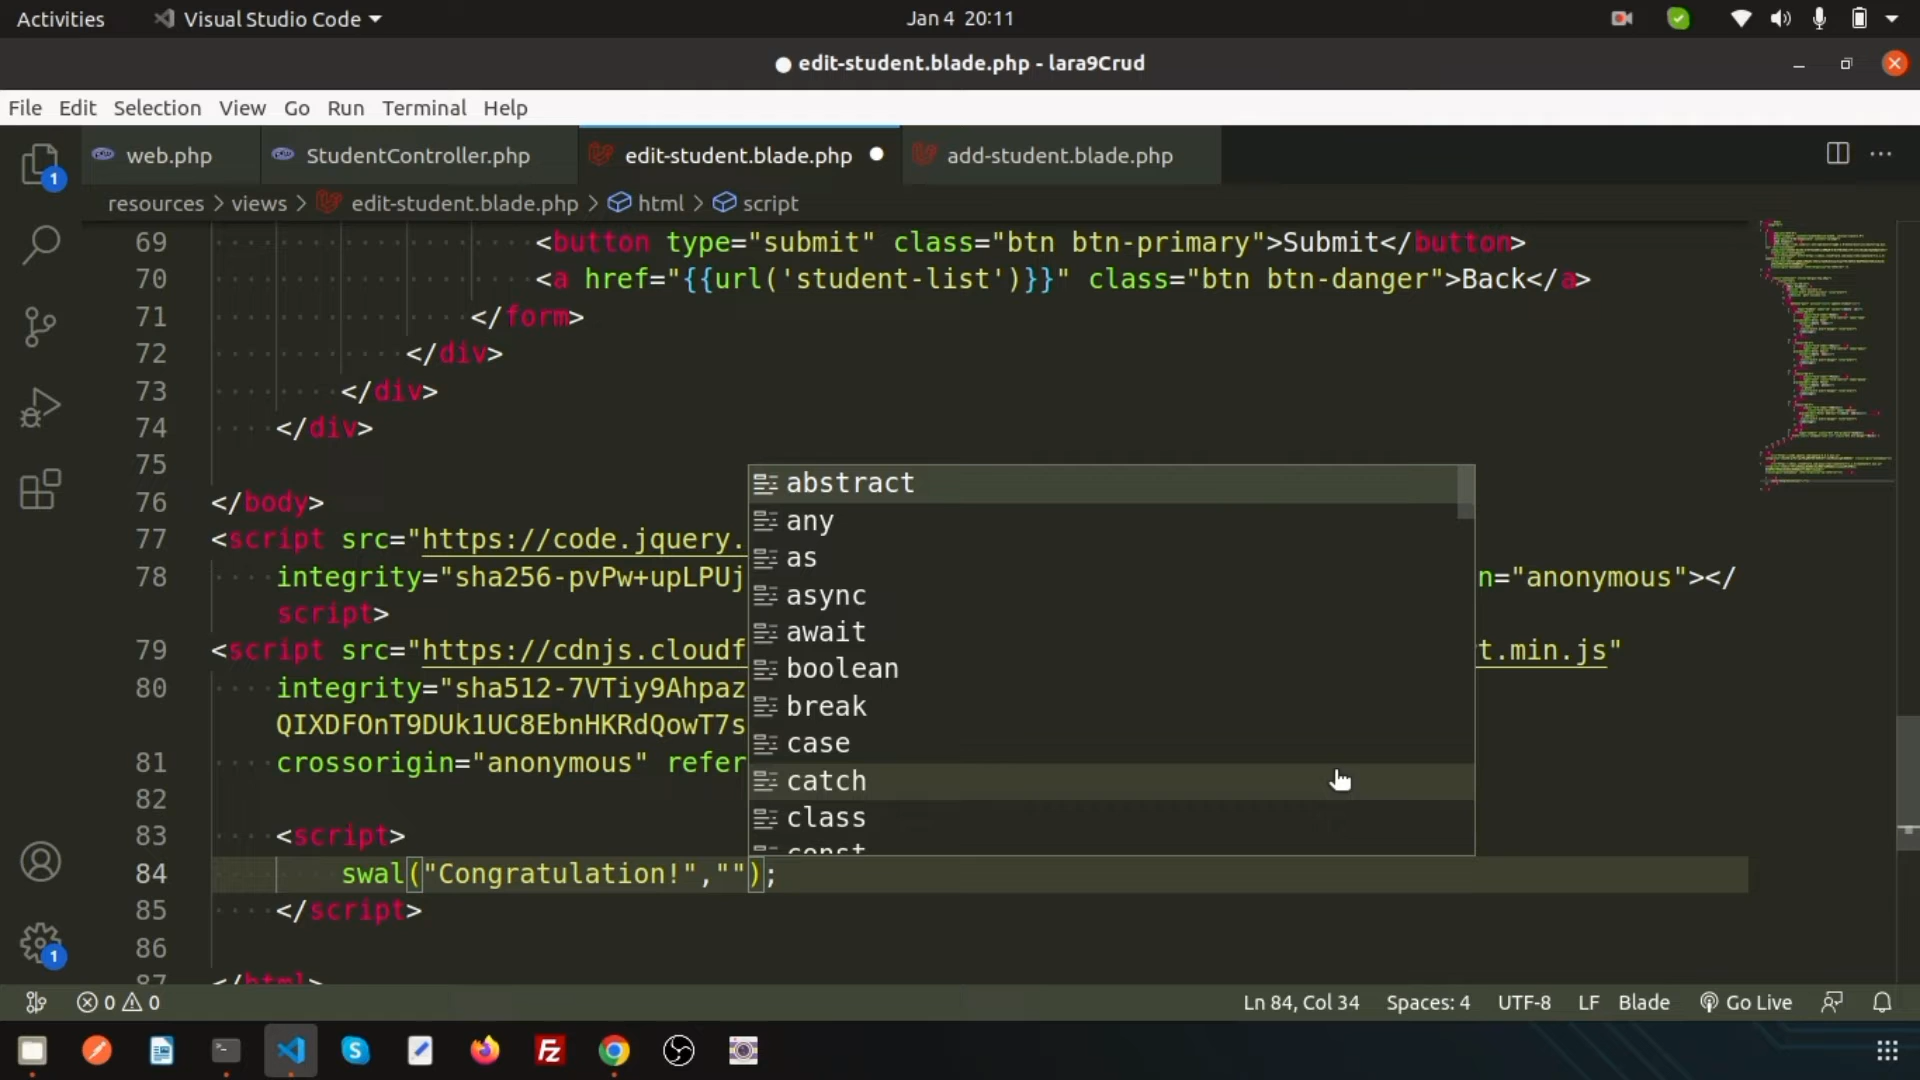 Activities Visual Studio Code Jan 4 20:11
edit-student.blade.php - lara9Crud
File Edit Selection View Go Run Terminal Help
1 web.php StudentController.php edit-student.blade.php add-student.blade.php
resources > views > edit-student.blade.php > html > script
69 <button type="submit" class="btn btn-primary">Submit</button>
70 <a href="{{url('student-list')}}" class="btn btn-danger">Back</a>
71 </form>
72 </div>
73 </div>
74 </div>
75
76 </body>
77 <script src="https://code.jquery.
78 integrity="sha256-pvPw+upLPUj n="anonymous"></
script>
79 <script src="https://cdnjs.cloudf t.min.js"
80 integrity="sha512-7VTiy9Ahpaz
QIXDFOnT9DUk1UC8EbnHKRdQowT7s
81 crossorigin="anonymous" refer
82
83 <script>
84 swal("Congratulation!","");
85 </script>
86
87 </html>
abstract
any
as
async
await
boolean
break
case
catch
class
const
1
0 0 Ln 84, Col 34 Spaces: 4 UTF-8 LF Blade Go Live